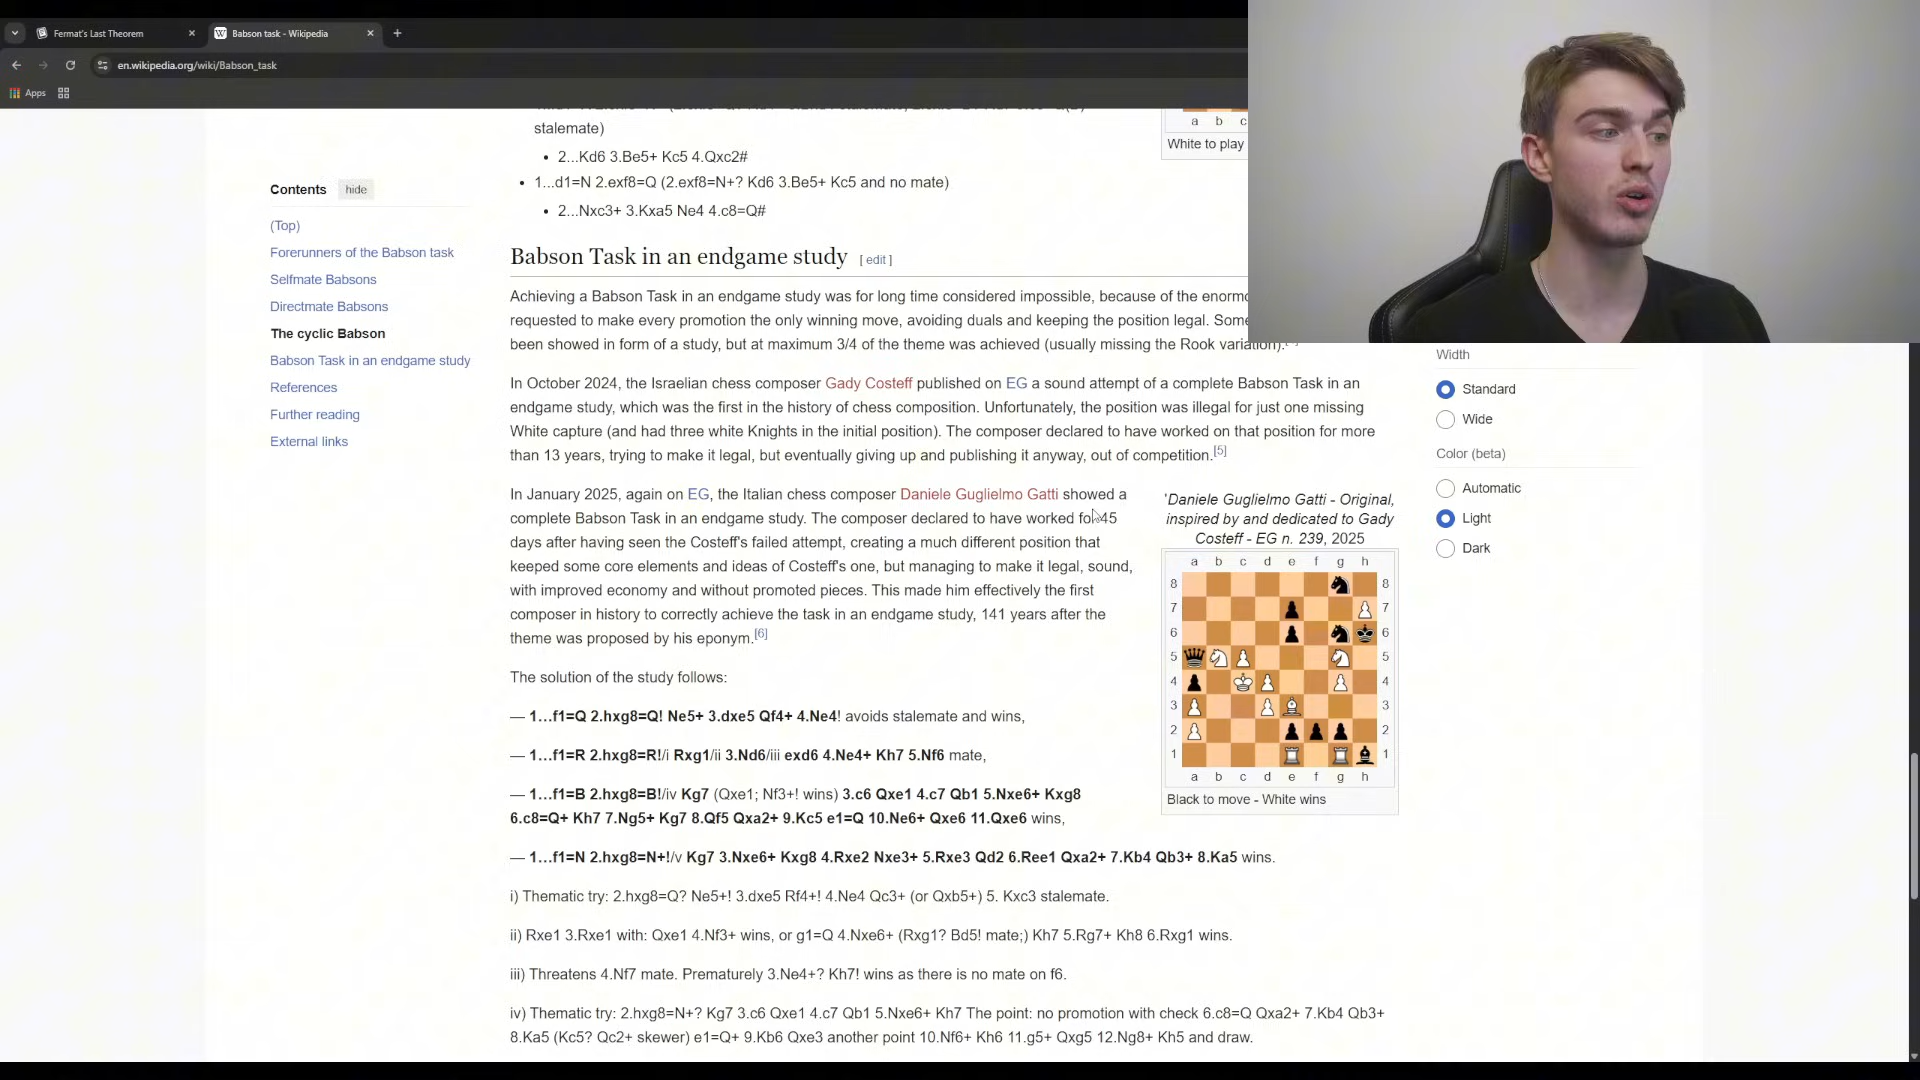 Fermat's Last Theorem
Babson task - Wikipedia
en.wikipedia.org/wiki/Babson_task
Apps
stalemate)
a b c
White to play
• 2...Kd6 3.Be5+ Kc5 4.Qxc2#
• 1...d1=N 2.exf8=Q (2.exf8=N+? Kd6 3.Be5+ Kc5 and no mate)
• 2...Nxc3+ 3.Kxa5 Ne4 4.c8=Q#
Contents hide
(Top)
Forerunners of the Babson task
Selfmate Babsons
Directmate Babsons
The cyclic Babson
Babson Task in an endgame study
References
Further reading
External links
Babson Task in an endgame study [ edit ]
Achieving a Babson Task in an endgame study was for long time considered impossible, because of the enormo
requested to make every promotion the only winning move, avoiding duals and keeping the position legal. Some
been showed in form of a study, but at maximum 3/4 of the theme was achieved (usually missing the Rook variation).
In October 2024, the Israelian chess composer Gady Costeff published on EG a sound attempt of a complete Babson Task in an
endgame study, which was the first in the history of chess composition. Unfortunately, the position was illegal for just one missing
White capture (and had three white Knights in the initial position). The composer declared to have worked on that position for more
than 13 years, trying to make it legal, but eventually giving up and publishing it anyway, out of competition.[5]
In January 2025, again on EG, the Italian chess composer Daniele Guglielmo Gatti showed a
complete Babson Task in an endgame study. The composer declared to have worked for 45
days after having seen the Costeff's failed attempt, creating a much different position that
keeped some core elements and ideas of Costeff's one, but managing to make it legal, sound,
with improved economy and without promoted pieces. This made him effectively the first
composer in history to correctly achieve the task in an endgame study, 141 years after the
theme was proposed by his eponym.[6]
The solution of the study follows:
— 1...f1=Q 2.hxg8=Q! Ne5+ 3.dxe5 Qf4+ 4.Ne4! avoids stalemate and wins,
— 1...f1=R 2.hxg8=R!/i Rxg1/ii 3.Nd6/iii exd6 4.Ne4+ Kh7 5.Nf6 mate,
— 1...f1=B 2.hxg8=B!/iv Kg7 (Qxe1; Nf3+! wins) 3.c6 Qxe1 4.c7 Qb1 5.Nxe6+ Kxg8
6.c8=Q+ Kh7 7.Ng5+ Kg7 8.Qf5 Qxa2+ 9.Kc5 e1=Q 10.Ne6+ Qxe6 11.Qxe6 wins,
— 1...f1=N 2.hxg8=N+!/v Kg7 3.Nxe6+ Kxg8 4.Rxe2 Nxe3+ 5.Rxe3 Qd2 6.Ree1 Qxa2+ 7.Kb4 Qb3+ 8.Ka5 wins.
i) Thematic try: 2.hxg8=Q? Ne5+! 3.dxe5 Rf4+! 4.Ne4 Qc3+ (or Qxb5+) 5. Kxc3 stalemate.
ii) Rxe1 3.Rxe1 with: Qxe1 4.Nf3+ wins, or g1=Q 4.Nxe6+ (Rxg1? Bd5! mate;) Kh7 5.Rg7+ Kh8 6.Rxg1 wins.
iii) Threatens 4.Nf7 mate. Prematurely 3.Ne4+? Kh7! wins as there is no mate on f6.
iv) Thematic try: 2.hxg8=N+? Kg7 3.c6 Qxe1 4.c7 Qb1 5.Nxe6+ Kh7 The point: no promotion with check 6.c8=Q Qxa2+ 7.Kb4 Qb3+
8.Ka5 (Kc5? Qc2+ skewer) e1=Q+ 9.Kb6 Qxe3 another point 10.Nf6+ Kh6 11.g5+ Qxg5 12.Ng8+ Kh5 and draw.
'Daniele Guglielmo Gatti - Original,
inspired by and dedicated to Gady
Costeff - EG n. 239, 2025
a b c d e f g h
8 8
7 7
6 6
5 5
4 4
3 3
2 2
1 1
a b c d e f g h
Black to move - White wins
Width
Standard
Wide
Color (beta)
Automatic
Light
Dark